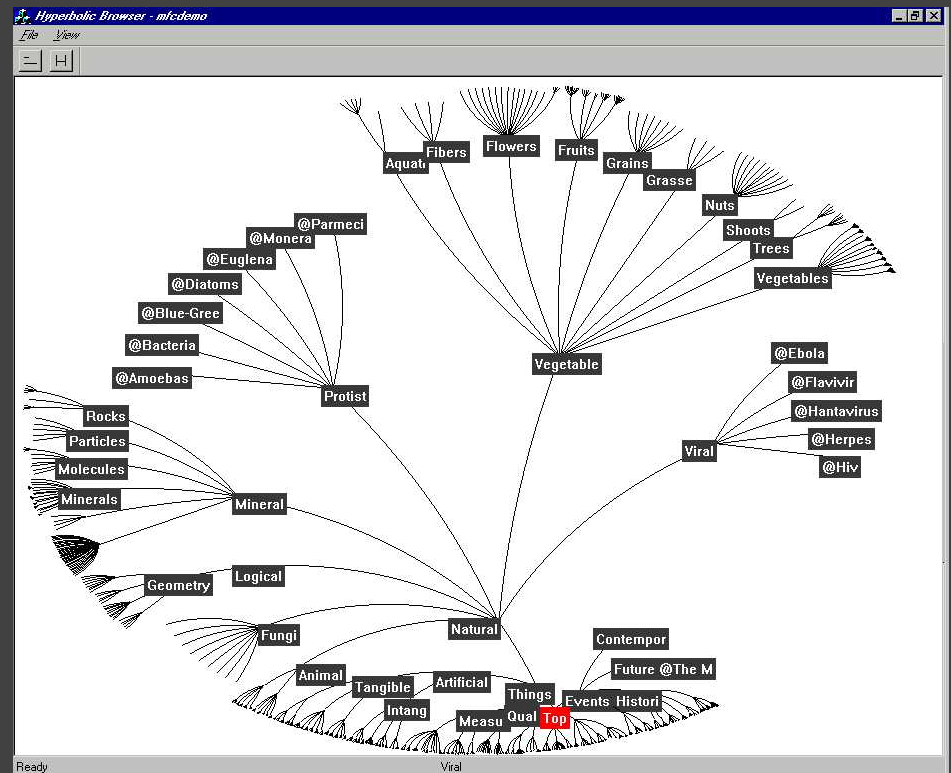 Hyperbolic Browser - mfcdemo
File View
Aquat
Fibers
Flowers
Fruits
Grains
Grasse
Nuts
Shoots
Trees
Vegetables
@Parmeci
@Monera
@Euglena
@Diatoms
@Blue-Gree
@Bacteria
@Amoebas
Protist
Vegetable
@Ebola
@Flavivir
@Hantavirus
@Herpes
@Hiv
Viral
Rocks
Particles
Molecules
Minerals
Mineral
Logical
Geometry
Fungi
Natural
Contempor
Future @The M
Animal
Tangible
Artificial
Things
Events Histori
Intang
Measu
Qual
Top
Ready
Viral